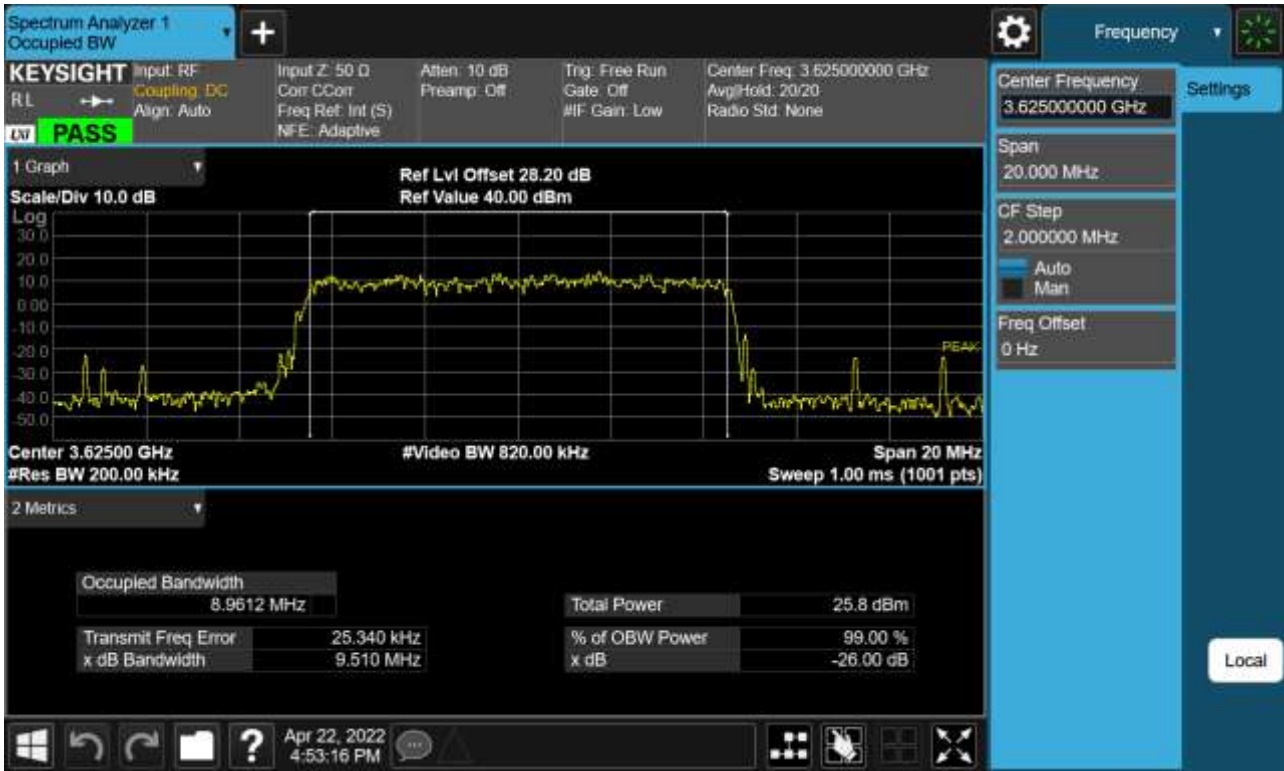 Spectrum Analyzer 1
Occupied BW
+
Frequency
KEYSIGHT
RL
LXI
PASS
Input: RF
Coupling: DC
Align: Auto
Input Z: 50 Ω
Corr CCorr
Freq Ref: Int (S)
NFE: Adaptive
Atten: 10 dB
Preamp: Off
Trig: Free Run
Gate: Off
#IF Gain: Low
Center Freq: 3.625000000 GHz
Avg|Hold: 20/20
Radio Std: None
Center Frequency
3.625000000 GHz
Settings
Span
20.000 MHz
CF Step
2.000000 MHz
Auto
Man
Freq Offset
0 Hz
Local
1 Graph
Scale/Div 10.0 dB
Ref Lvl Offset 28.20 dB
Ref Value 40.00 dBm
Log
30.0
20.0
10.0
0.00
-10.0
-20.0
-30.0
-40.0
-50.0
PEAK
Center 3.62500 GHz
#Video BW 820.00 kHz
Span 20 MHz
#Res BW 200.00 kHz
Sweep 1.00 ms (1001 pts)
2 Metrics
Occupied Bandwidth
8.9612 MHz
Total Power 25.8 dBm
Transmit Freq Error 25.340 kHz
% of OBW Power 99.00 %
x dB Bandwidth 9.510 MHz
x dB -26.00 dB
?
Apr 22, 2022
4:53:16 PM